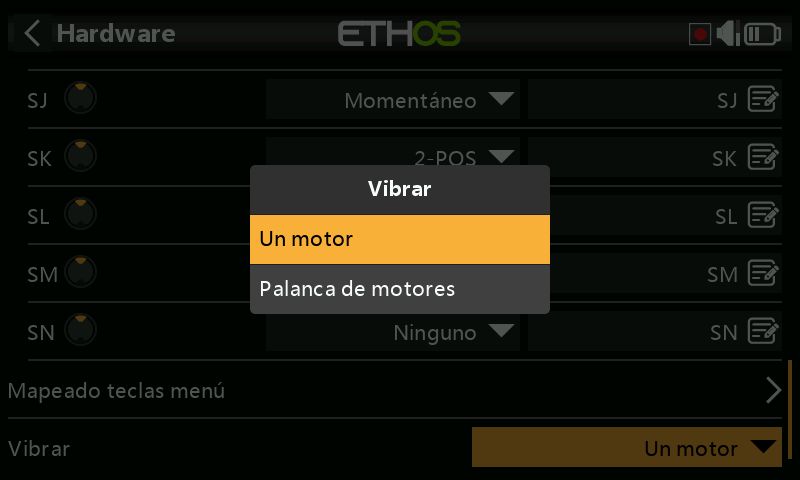 Hardware
ETHOS
SJ Momentáneo SJ
SK 2-POS SK
Vibrar
SL SL
Un motor
SM SM
Palanca de motores
SN Ninguno SN
Mapeado teclas menú
Vibrar Un motor